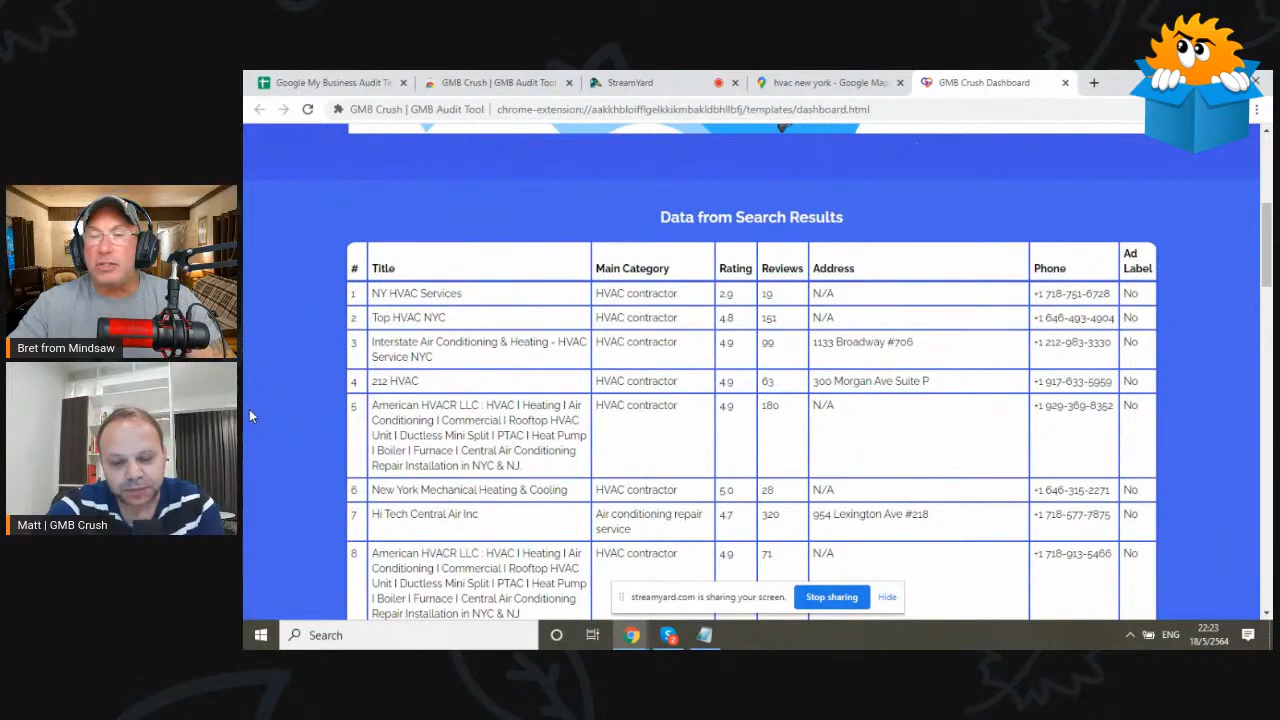 Google My Business Audit Te
GMB Crush | GMB Audit Tool
StreamYard
hvac new york - Google Map
GMB Crush Dashboard
GMB Crush | GMB Audit Tool
Data from Search Results
# Title Main Category Rating Reviews Address Phone Ad Label
1 NY HVAC Services HVAC contractor 2.9 19 N/A +1 718-751-6728 No
2 Top HVAC NYC HVAC contractor 4.8 151 N/A +1 646-493-4904 No
3 Interstate Air Conditioning & Heating - HVAC HVAC contractor 4.9 99 1133 Broadway #706 +1 212-983-3330 No
Service NYC
4 212 HVAC HVAC contractor 4.9 63 300 Morgan Ave Suite P +1 917-633-5959 No
5 American HVACR LLC : HVAC I Heating I Air HVAC contractor 4.9 180 N/A +1 929-369-8352 No
Conditioning I Commercial I Rooftop HVAC
Unit I Ductless Mini Split I PTAC I Heat Pump
I Boiler I Furnace I Central Air Conditioning
Repair Installation in NYC & NJ.
6 New York Mechanical Heating & Cooling HVAC contractor 5.0 28 N/A +1 646-315-2271 No
7 Hi Tech Central Air Inc Air conditioning repair 4.7 320 954 Lexington Ave #218 +1 718-577-7875 No
service
8 American HVACR LLC : HVAC I Heating I Air HVAC contractor 4.9 71 N/A +1 718-913-5466 No
Conditioning I Commercial I Rooftop HVAC
Unit I Ductless Mini Split I PTAC I Heat Pump
I Boiler I Furnace I Central Air Conditioning
Repair Installation in NYC & NJ
streamyard.com is sharing your screen. Stop sharing Hide
Bret from Mindsaw
Matt | GMB Crush
Search
2
ENG
22:23
18/5/2564